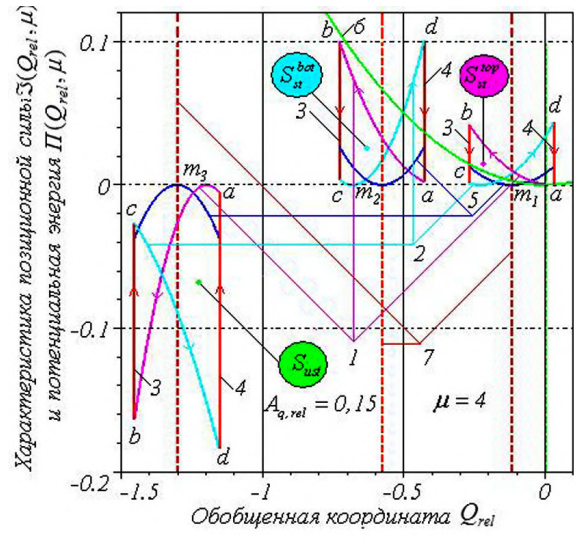 Характеристика позиционной силы ℑ(Q_rel, μ)
и потенциальная энергия Π(Q_rel, μ)
0.1
0
-0.1
-0.2
b 6 d
S_st^bot
S_st^top
3 4
b d
3 4
c m_2 a
c 5 m_1 a
m_3
c a
2
1 7
S_ust
3 4
b d
A_q,rel = 0,15
μ = 4
-1.5 -1 -0.5 0
Обобщенная координата Q_rel